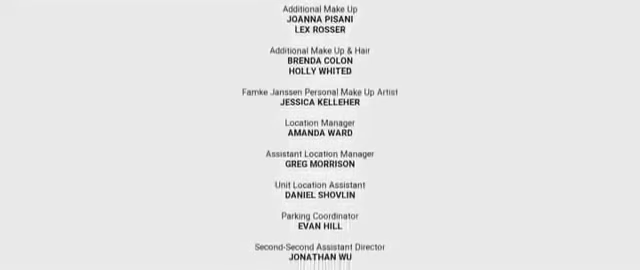 Additional Make Up
JOANNA PISANI
LEX ROSSER
Additional Make Up & Hair
BRENDA COLON
HOLLY WHITED
Famke Janssen Personal Make Up Artist
JESSICA KELLEHER
Location Manager
AMANDA WARD
Assistant Location Manager
GREG MORRISON
Unit Location Assistant
DANIEL SHOVLIN
Parking Coordinator
EVAN HILL
Second-Second Assistant Director
JONATHAN WU